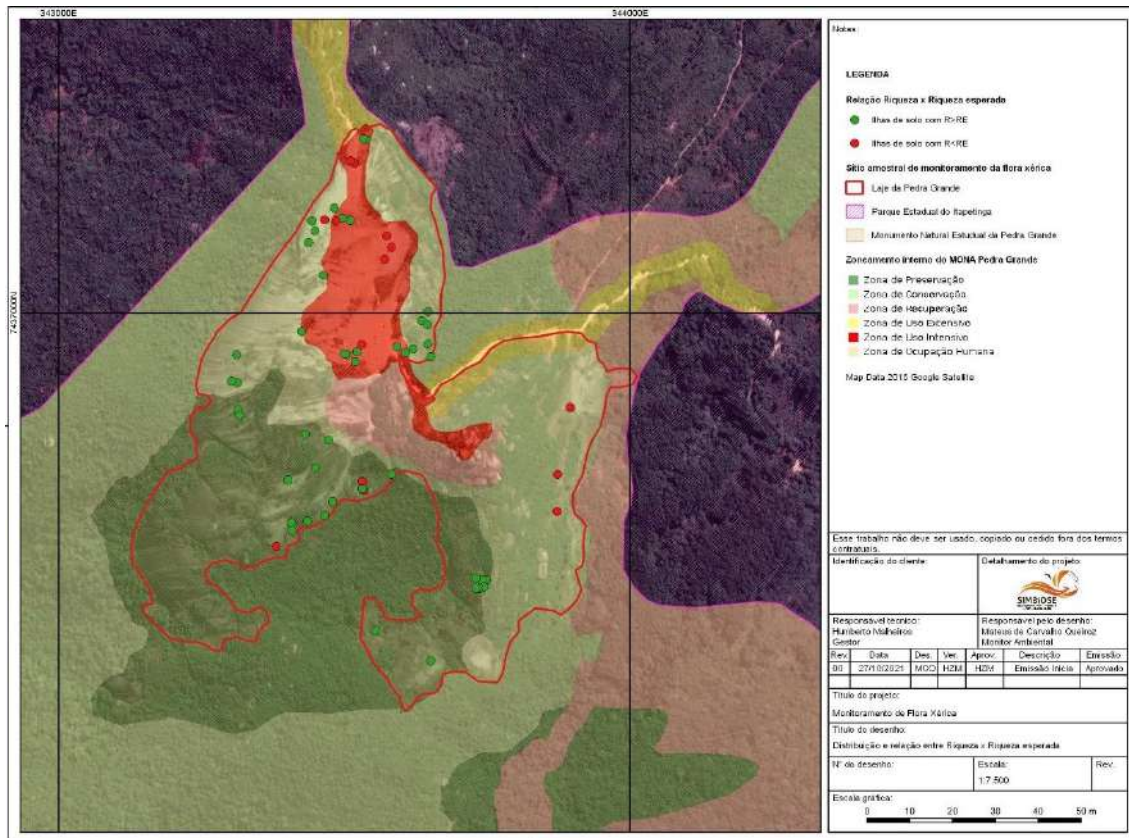 343000E
344000E
7437000N
Notas:
LEGENDA
Relação Riqueza x Riqueza esperada
Ilhas de solo com R>RE
Ilhas de solo com R<RE
Sítio amostral de monitoramento da flora xérica
Laje da Pedra Grande
Parque Estadual do Itapetinga
Monumento Natural Estadual da Pedra Grande
Zoneamento interno do MONA Pedra Grande
Zona de Preservação
Zona de Conservação
Zona de Recuperação
Zona de Uso Extensivo
Zona de Uso Intensivo
Zona de Ocupação Humana
Map Data 2015 Google Satellite
Esse trabalho não deve ser usado, copiado ou cedido fora dos termos
contratuais.
Identificação do cliente:
Detalhamento do projeto:
SIMBiOSE
Responsável técnico:
Humberto Malheiros
Gestor
Responsável pelo desenho:
Mateus de Carvalho Queiroz
Monitor Ambiental
Rev. Data Des. Ver. Aprov. Descrição Emissão
00 27/10/2021 MOQ HZM HZM Emissão Inicia Aprovado
Título do projeto:
Monitoramento de Flora Xérica
Título do desenho:
Distribuição e relação entre Riqueza x Riqueza esperada
Nº do desenho:
Escala:
1:7.500
Rev.
Escala gráfica:
0 10 20 30 40 50 m